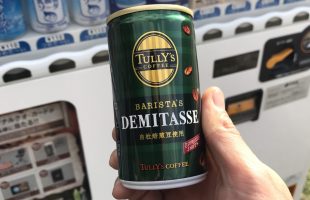 TULLY'S
COFFEE
BARISTA'S
DEMITASSE
自社焙煎豆使用
TULLY'S COFFEE